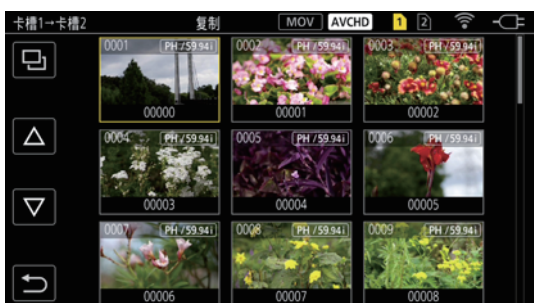 卡槽1→卡槽2 复制 MOV AVCHD 1 2
0001 PH /59.94i 0002 PH /59.94i 0003 PH /59.94i
00000 00001 00002
0004 PH /59.94i 0005 PH /59.94i 0006 PH /59.94i
00003 00004 00005
0007 PH /59.94i 0008 PH /59.94i 0009 PH /59.94i
00006 00007 00008